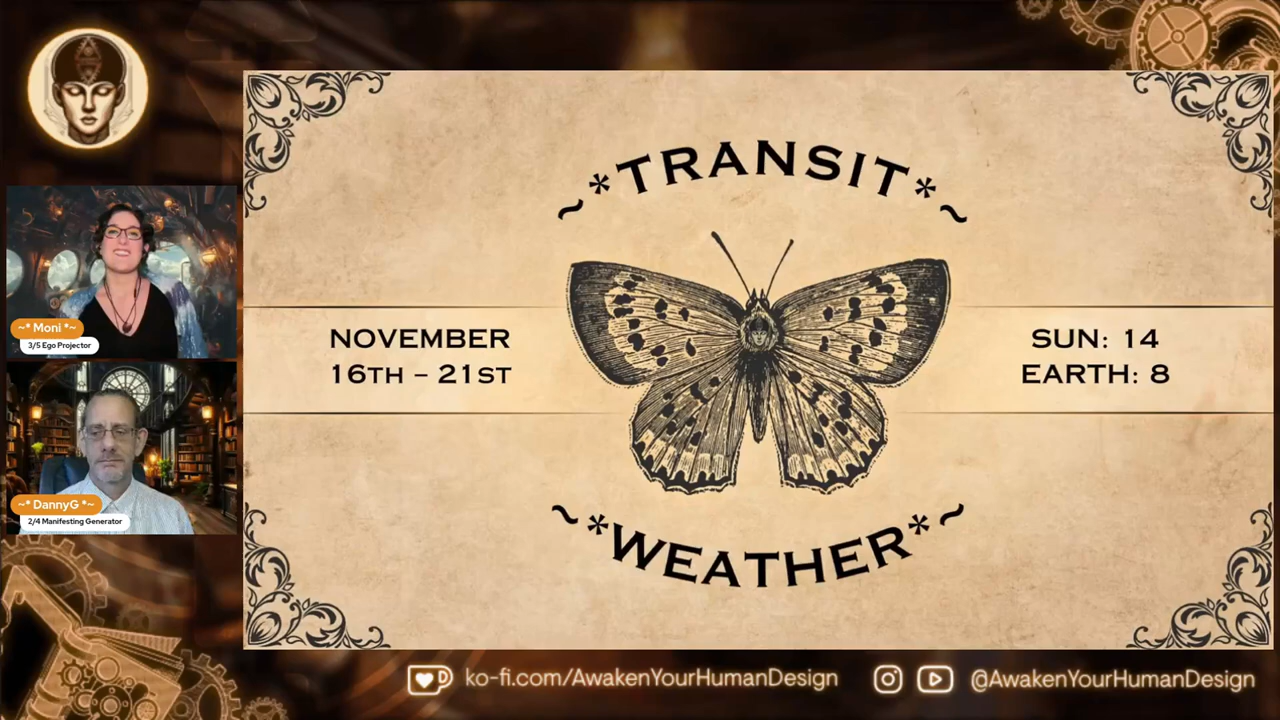 ~*TRANSIT*~
NOVEMBER
16TH – 21ST
SUN: 14
EARTH: 8
~*WEATHER*~
~* Moni *~
3/5 Ego Projector
~* DannyG *~
2/4 Manifesting Generator
ko-fi.com/AwakenYourHumanDesign
@AwakenYourHumanDesign